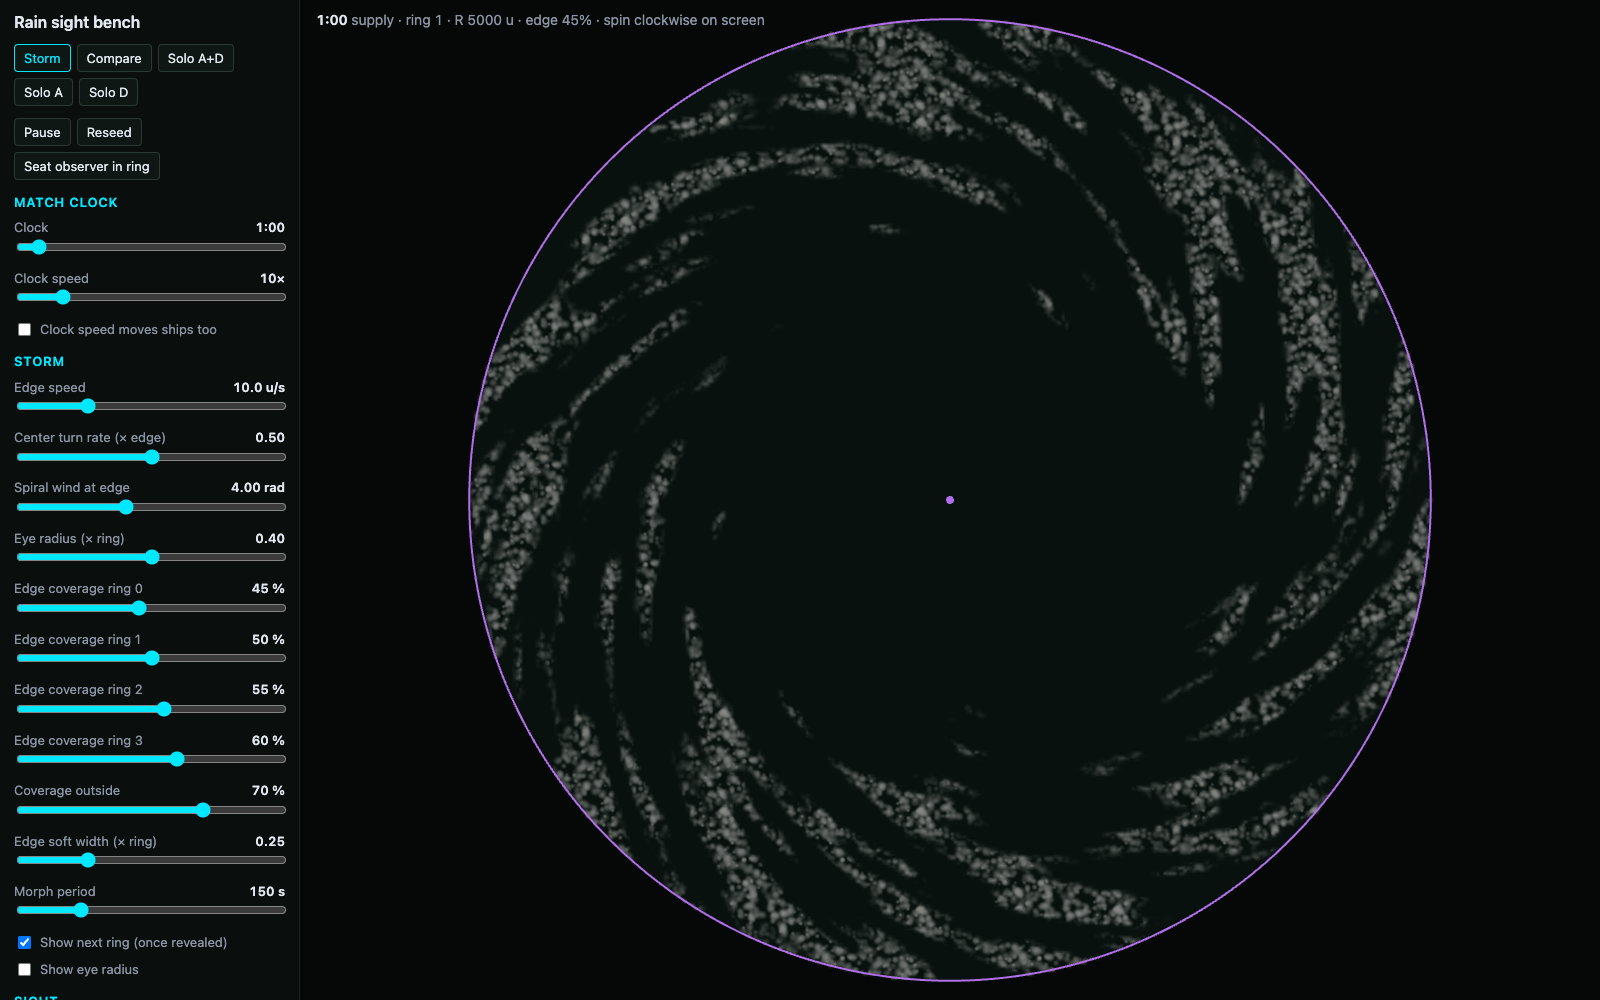 Rain sight bench
Storm Compare Solo A+D
Solo A Solo D
Pause Reseed
Seat observer in ring
MATCH CLOCK
Clock 1:00
Clock speed 10×
Clock speed moves ships too
STORM
Edge speed 10.0 u/s
Center turn rate (× edge) 0.50
Spiral wind at edge 4.00 rad
Eye radius (× ring) 0.40
Edge coverage ring 0 45 %
Edge coverage ring 1 50 %
Edge coverage ring 2 55 %
Edge coverage ring 3 60 %
Coverage outside 70 %
Edge soft width (× ring) 0.25
Morph period 150 s
Show next ring (once revealed)
Show eye radius
SIGHT
1:00 supply · ring 1 · R 5000 u · edge 45% · spin clockwise on screen